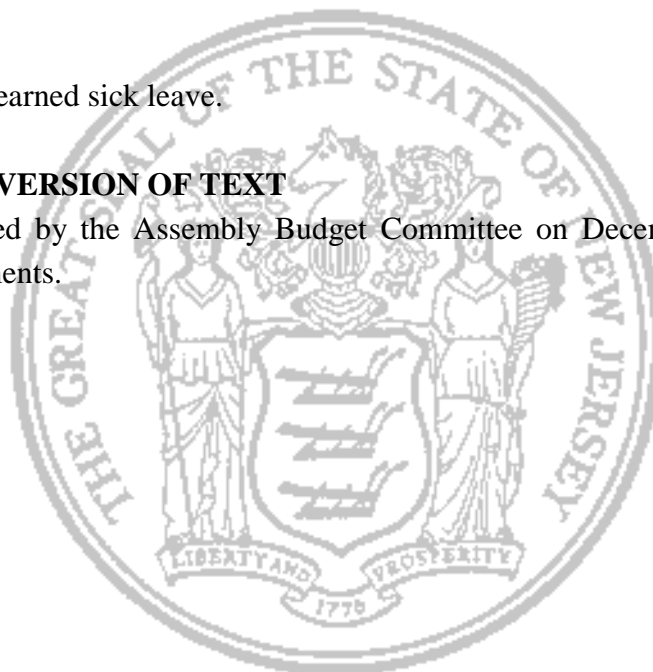 earned sick leave.
VERSION OF TEXT
ed by the Assembly Budget Committee on Decem
ents.
THE GREAT SEAL OF THE STATE OF NEW JERSEY
LIBERTY AND PROSPERITY
1776